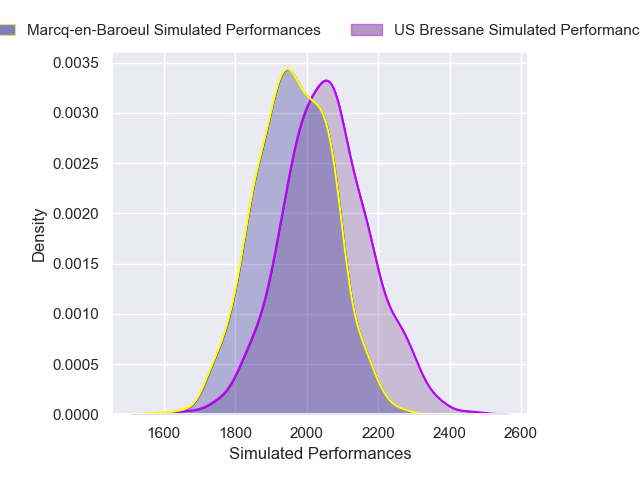 Marcq-en-Baroeul Simulated Performances US Bressane Simulated
0.0035
0.0030
0.0025
0.0020
0.0015
0.0010
0.0005
0.0000
Density
1600 1800 2000 2200 2400 2600
Simulated Performances